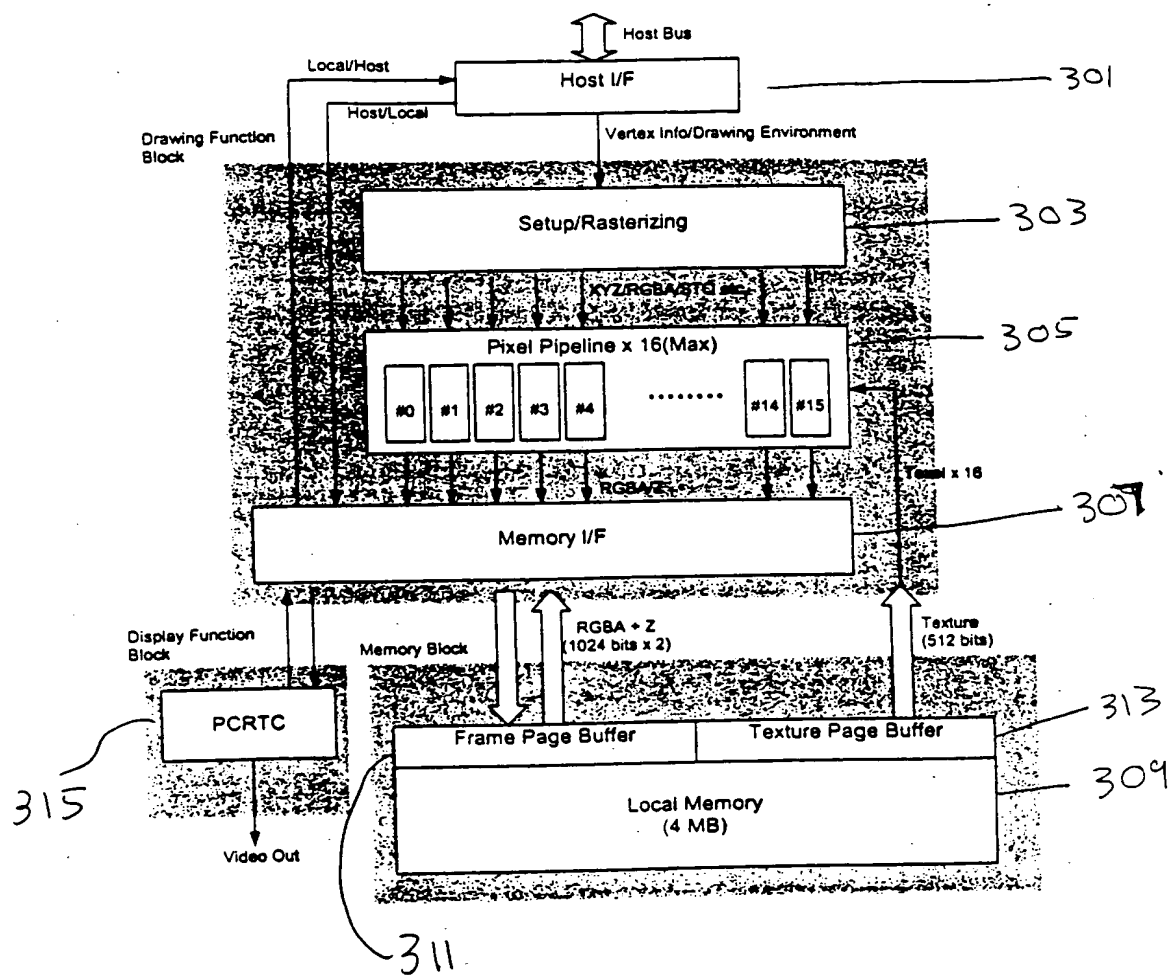 Host Bus
Local/Host
Host I/F
301
Host/Local
Drawing Function
Block
Vertex Info/Drawing Environment
Setup/Rasterizing
303
XYZ/RGBA/STQ etc.
Pixel Pipeline x 16(Max)
305
#0 #1 #2 #3 #4 ········ #14 #15
RGBA/Z
Texel x 16
307
Memory I/F
Display Function
Block
Memory Block
RGBA + Z
(1024 bits x 2)
Texture
(512 bits)
PCRTC
Frame Page Buffer
Texture Page Buffer
313
315
Local Memory
(4 MB)
309
Video Out
311